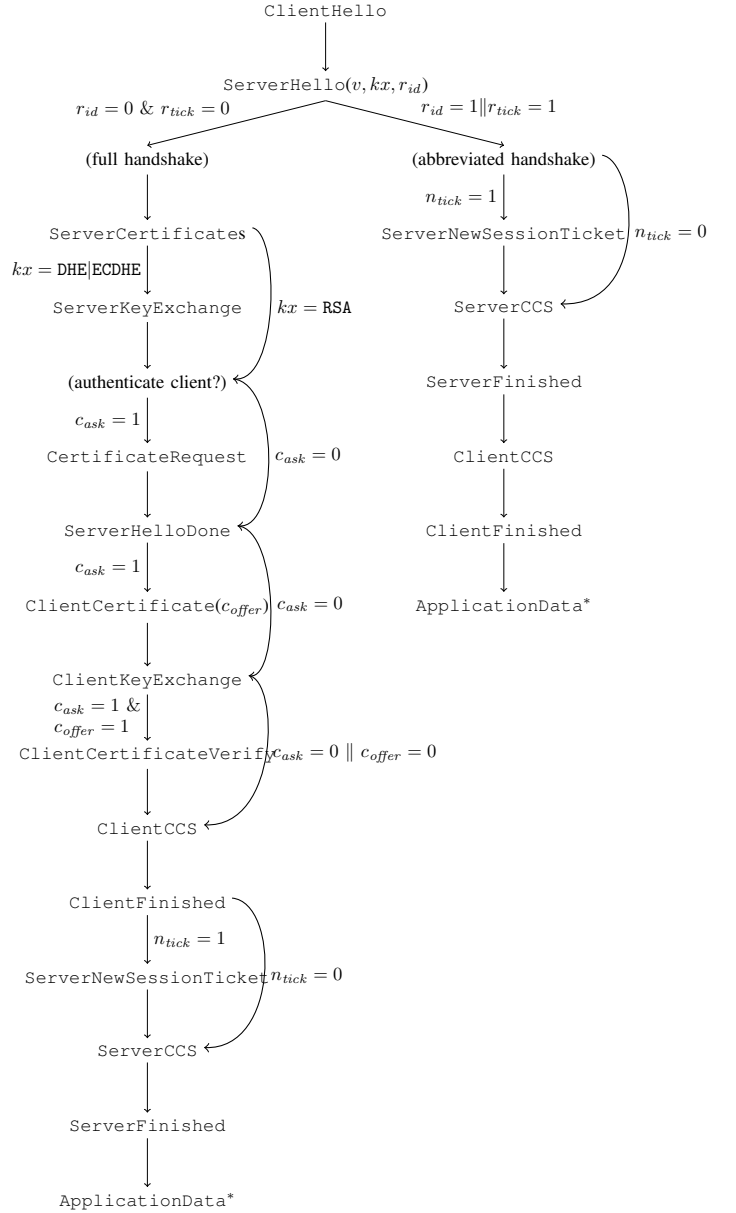 ClientHello
ServerHello(v, kx, r_id)
r_id = 0 & r_tick = 0
r_id = 1‖r_tick = 1
(full handshake)
(abbreviated handshake)
n_tick = 1
ServerCertificates
ServerNewSessionTicket
n_tick = 0
kx = DHE|ECDHE
ServerKeyExchange
kx = RSA
ServerCCS
(authenticate client?)
ServerFinished
c_ask = 1
CertificateRequest
c_ask = 0
ClientCCS
ServerHelloDone
ClientFinished
c_ask = 1
ClientCertificate(c_offer)
c_ask = 0
ApplicationData*
ClientKeyExchange
c_ask = 1 &
c_offer = 1
ClientCertificateVerify
c_ask = 0 ‖ c_offer = 0
ClientCCS
ClientFinished
n_tick = 1
ServerNewSessionTicket
n_tick = 0
ServerCCS
ServerFinished
ApplicationData*